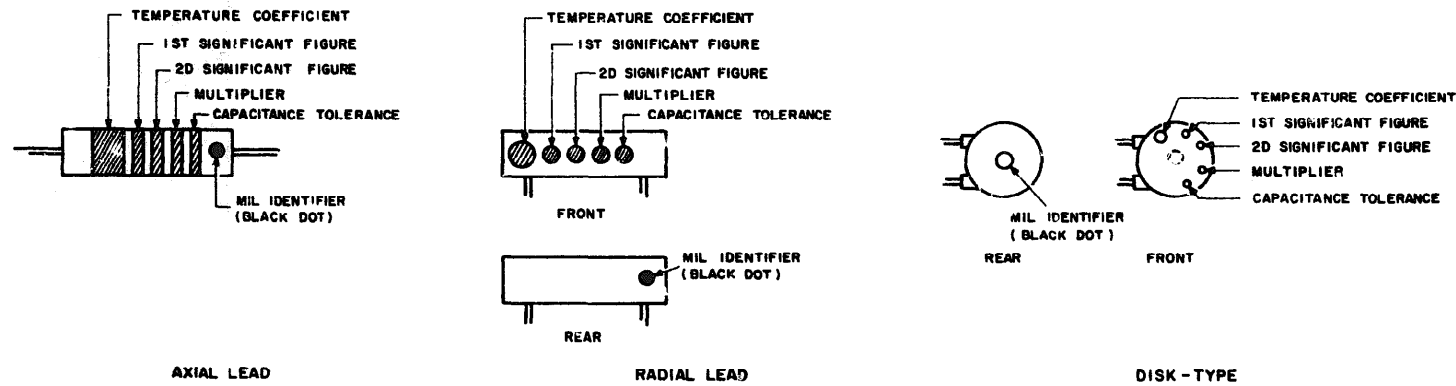 TEMPERATURE COEFFICIENT
1ST SIGNIFICANT FIGURE
2D SIGNIFICANT FIGURE
MULTIPLIER
CAPACITANCE TOLERANCE
MIL IDENTIFIER
(BLACK DOT)
AXIAL LEAD
TEMPERATURE COEFFICIENT
1ST SIGNIFICANT FIGURE
2D SIGNIFICANT FIGURE
MULTIPLIER
CAPACITANCE TOLERANCE
FRONT
MIL IDENTIFIER
(BLACK DOT)
REAR
RADIAL LEAD
MIL IDENTIFIER
( BLACK DOT )
REAR
TEMPERATURE COEFFICIENT
1ST SIGNIFICANT FIGURE
2D SIGNIFICANT FIGURE
MULTIPLIER
CAPACITANCE TOLERANCE
FRONT
DISK-TYPE